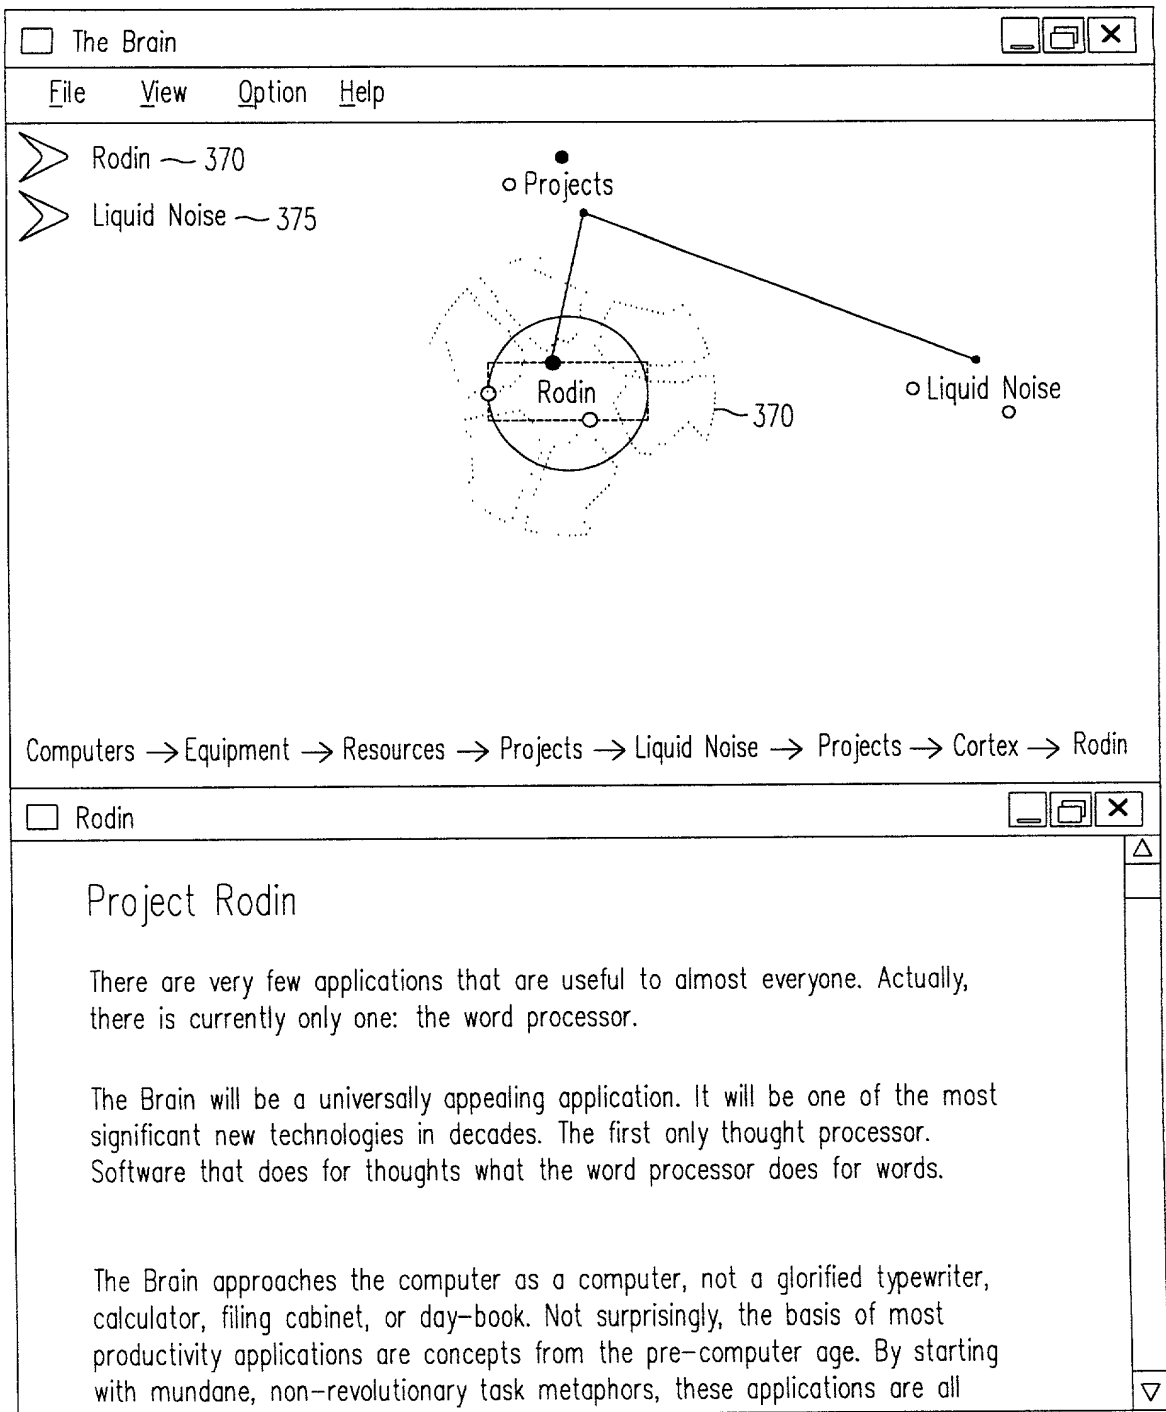 The Brain
File View Option Help
Rodin 370
Liquid Noise 375
Projects
Rodin
370
Liquid Noise
Computers → Equipment → Resources → Projects → Liquid Noise → Projects → Cortex → Rodin
Rodin
Project Rodin
There are very few applications that are useful to almost everyone. Actually,
there is currently only one: the word processor.
The Brain will be a universally appealing application. It will be one of the most
significant new technologies in decades. The first only thought processor.
Software that does for thoughts what the word processor does for words.
The Brain approaches the computer as a computer, not a glorified typewriter,
calculator, filing cabinet, or day-book. Not surprisingly, the basis of most
productivity applications are concepts from the pre-computer age. By starting
with mundane, non-revolutionary task metaphors, these applications are all